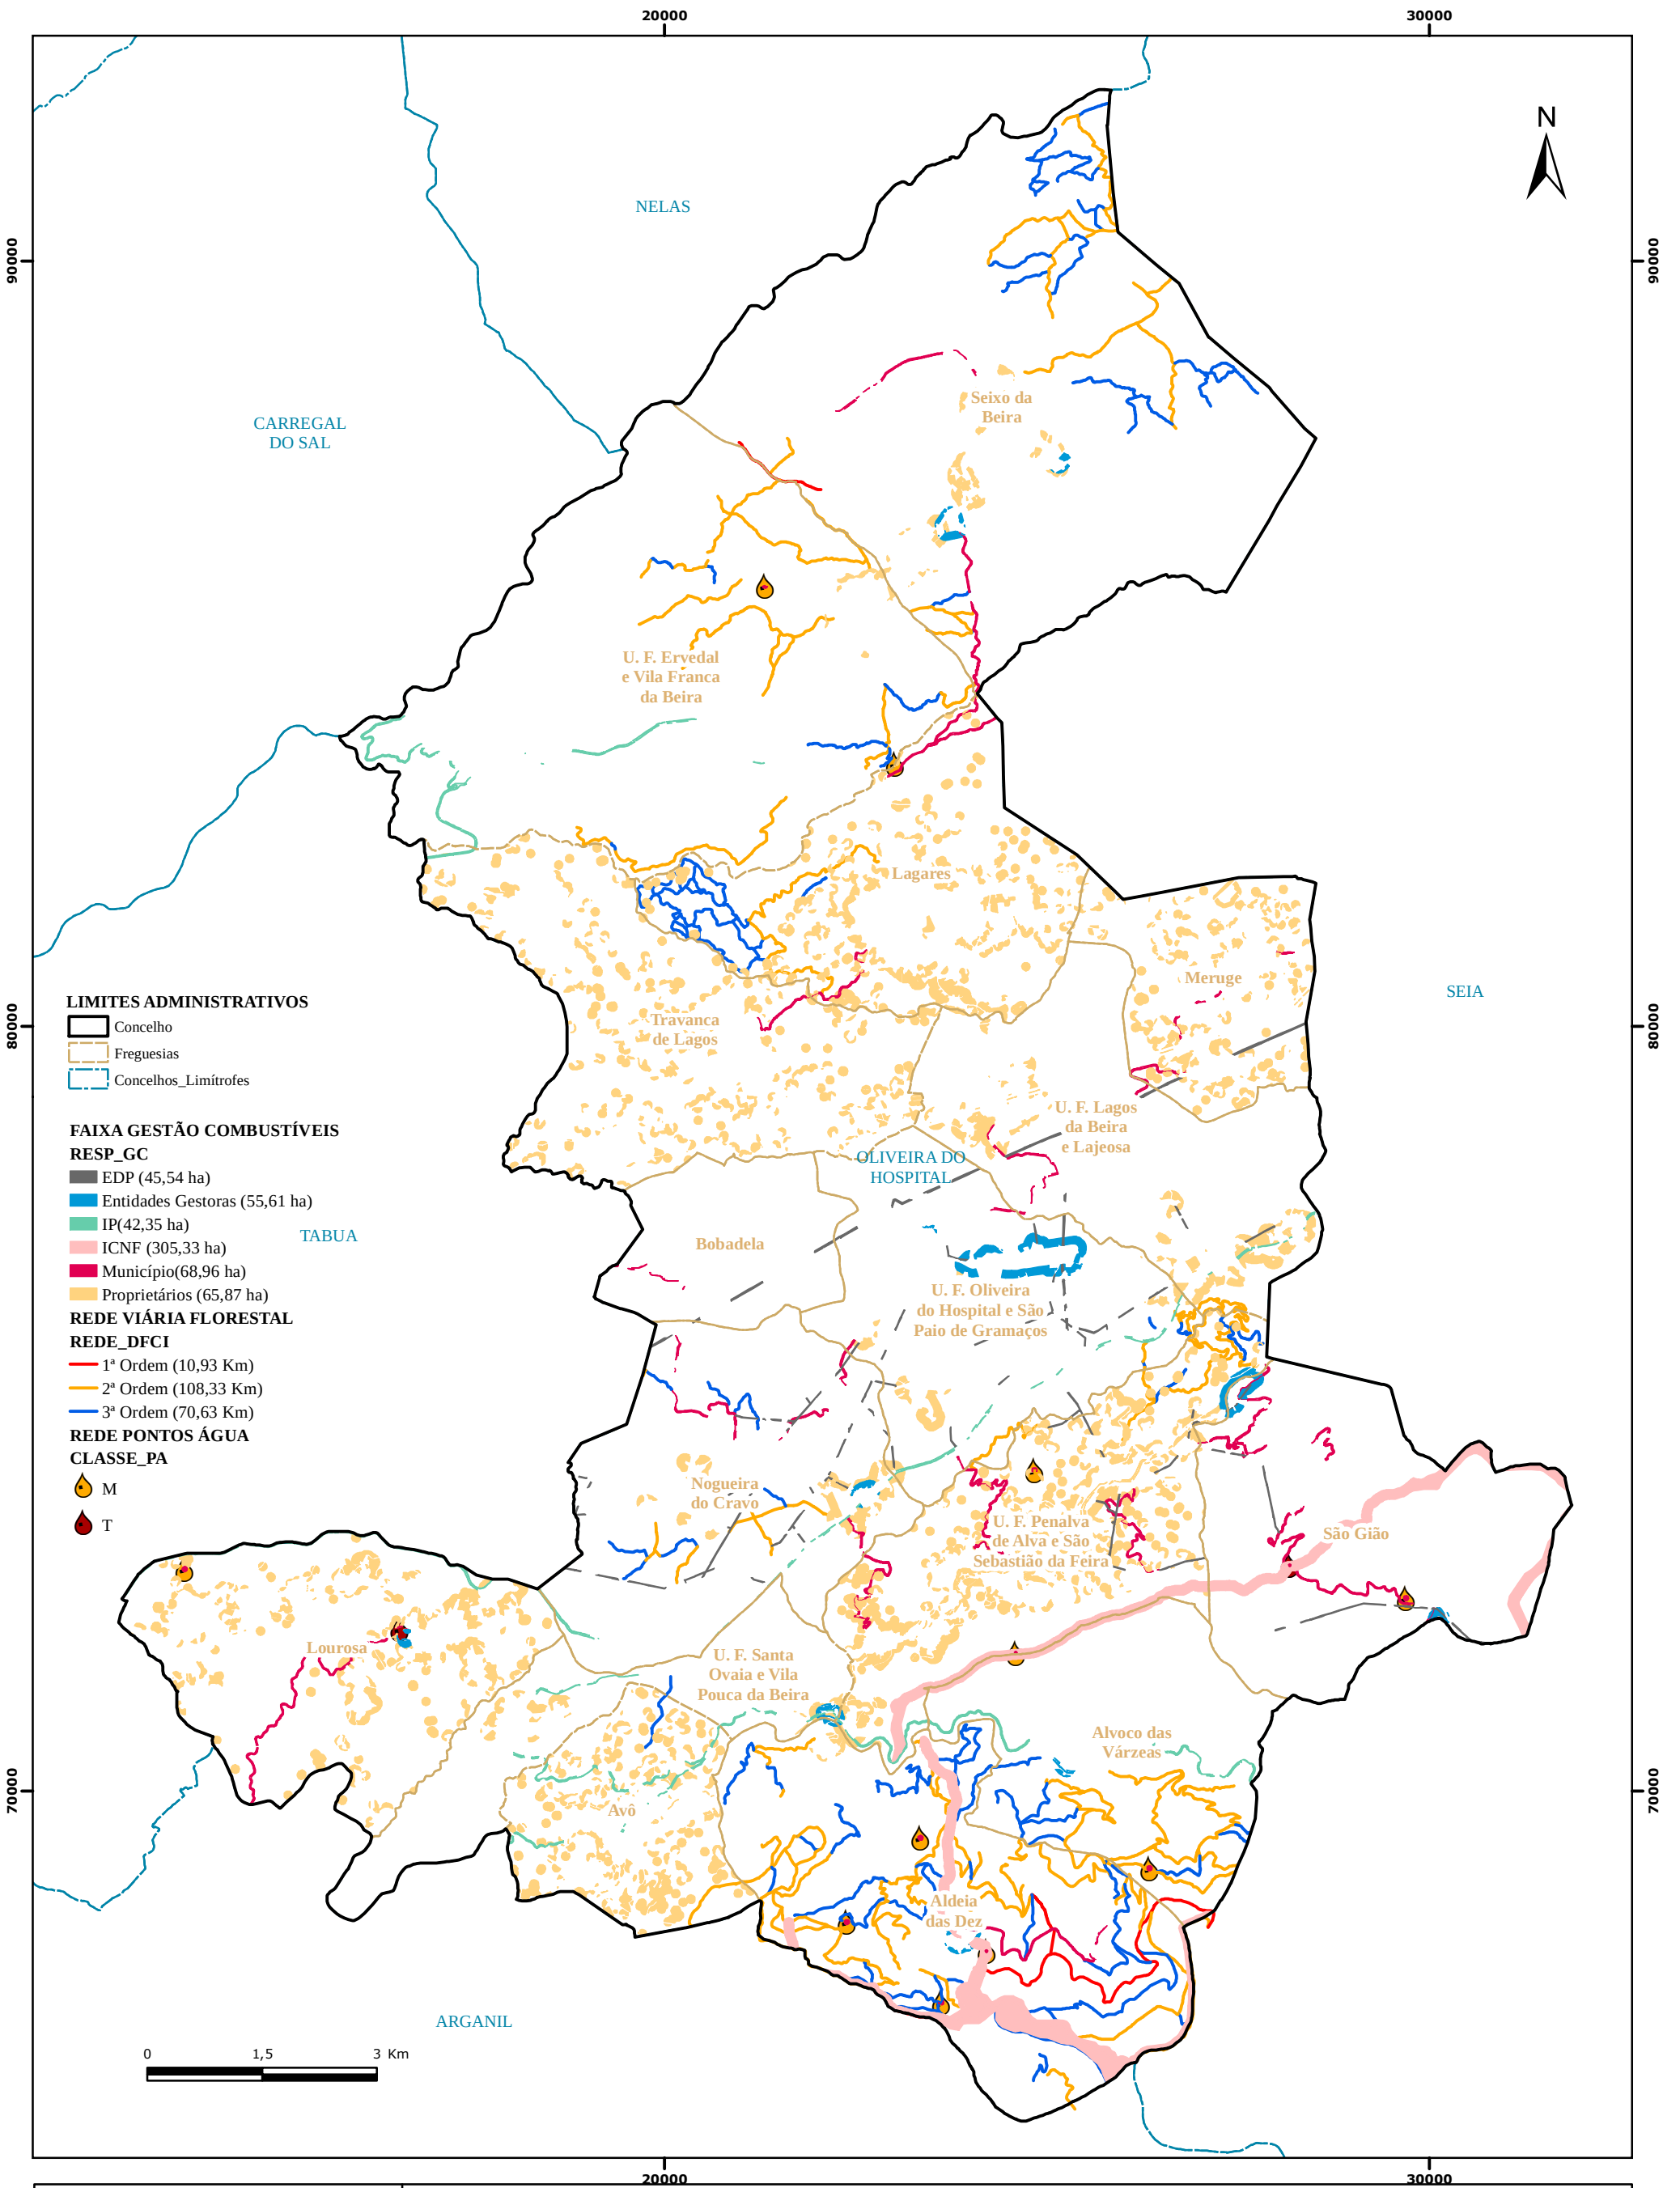 20000
30000
N
NELAS
90000
90000
CARREGAL
DO SAL
Seixo da
Beira
U. F. Ervedal
e Vila Franca
da Beira
Lagares
Meruge
SEIA
LIMITES ADMINISTRATIVOS
Concelho
Freguesias
Concelhos_Limítrofes
80000
80000
Travanca
de Lagos
U. F. Lagos
da Beira
e Lajeosa
OLIVEIRA DO
HOSPITAL
FAIXA GESTÃO COMBUSTÍVEIS
RESP_GC
EDP (45,54 ha)
Entidades Gestoras (55,61 ha)
IP(42,35 ha)
ICNF (305,33 ha)
Município(68,96 ha)
Proprietários (65,87 ha)
REDE VIÁRIA FLORESTAL
REDE_DFCI
1ª Ordem (10,93 Km)
2ª Ordem (108,33 Km)
3ª Ordem (70,63 Km)
REDE PONTOS ÁGUA
CLASSE_PA
M
T
TABUA
Bobadela
U. F. Oliveira
do Hospital e São
Paio de Gramaços
Nogueira
do Cravo
U. F. Penalva
de Alva e São
Sebastião da Feira
São Gião
Lourosa
U. F. Santa
Ovaia e Vila
Pouca da Beira
Alvoco das
Várzeas
70000
70000
Avô
Aldeia
das Dez
ARGANIL
0
1,5
3 Km
20000
30000